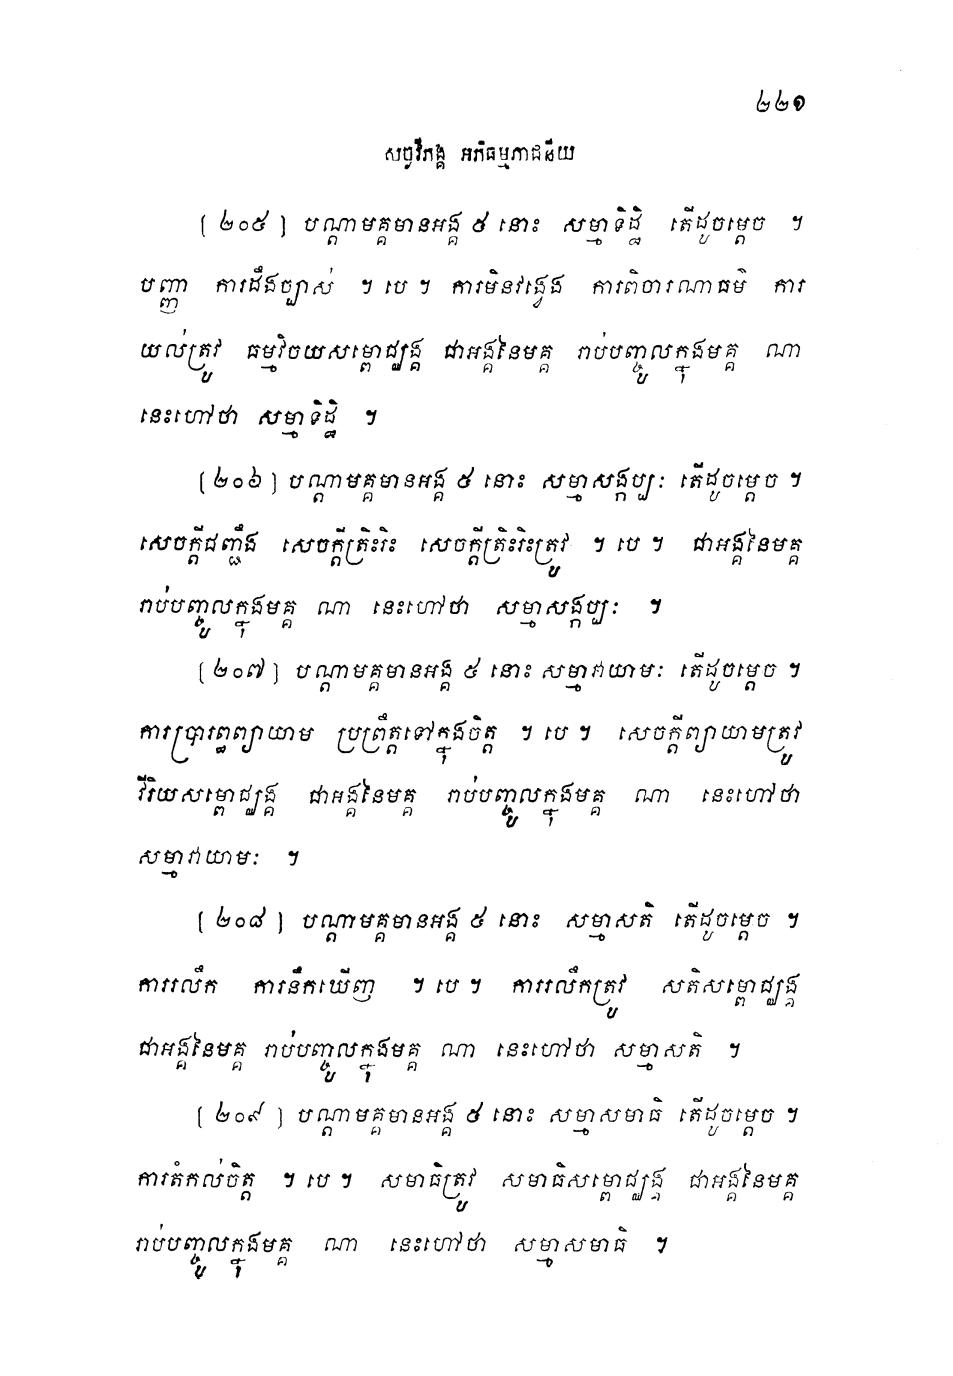 ២២១
សច្ចវិភង្គ អភិធម្មភាជនីយ
[ ២០៥ ] បណ្តាមគ្គមានអង្គ ៥ នោះ សម្មាទិដ្ឋិ តើដូចម្តេច ។
បញ្ញា ការដឹងច្បាស់ ។ បេ ។ ការមិនវង្វេង ការពិចារណាធម៌ ការ
យល់ត្រូវ ធម្មវិចយសម្ពោជ្ឈង្គ ជាអង្គនៃមគ្គ រាប់បញ្ចូលក្នុងមគ្គ ណា
នេះហៅថា សម្មាទិដ្ឋិ ។
[ ២០៦ ] បណ្តាមគ្គមានអង្គ ៥ នោះ សម្មាសង្កប្បៈ តើដូចម្តេច ។
សេចក្តីជញ្ជឹង សេចក្តីត្រិះរិះ សេចក្តីត្រិះរិះត្រូវ ។ បេ ។ ជាអង្គនៃមគ្គ
រាប់បញ្ចូលក្នុងមគ្គ ណា នេះហៅថា សម្មាសង្កប្បៈ ។
[ ២០៧ ] បណ្តាមគ្គមានអង្គ ៥ នោះ សម្មាវាយាមៈ តើដូចម្តេច ។
ការប្រារព្ធព្យាយាម ប្រព្រឹត្តទៅក្នុងចិត្ត ។ បេ ។ សេចក្តីព្យាយាមត្រូវ
វីរិយសម្ពោជ្ឈង្គ ជាអង្គនៃមគ្គ រាប់បញ្ចូលក្នុងមគ្គ ណា នេះហៅថា
សម្មាវាយាមៈ ។
[ ២០៨ ] បណ្តាមគ្គមានអង្គ ៥ នោះ សម្មាសតិ តើដូចម្តេច ។
ការរលឹក ការនឹកឃើញ ។ បេ ។ ការរលឹកត្រូវ សតិសម្ពោជ្ឈង្គ
ជាអង្គនៃមគ្គ រាប់បញ្ចូលក្នុងមគ្គ ណា នេះហៅថា សម្មាសតិ ។
[ ២០៩ ] បណ្តាមគ្គមានអង្គ ៥ នោះ សម្មាសមាធិ តើដូចម្តេច ។
ការតំកល់ចិត្ត ។ បេ ។ សមាធិត្រូវ សមាធិសម្ពោជ្ឈង្គ ជាអង្គនៃមគ្គ
រាប់បញ្ចូលក្នុងមគ្គ ណា នេះហៅថា សម្មាសមាធិ ។